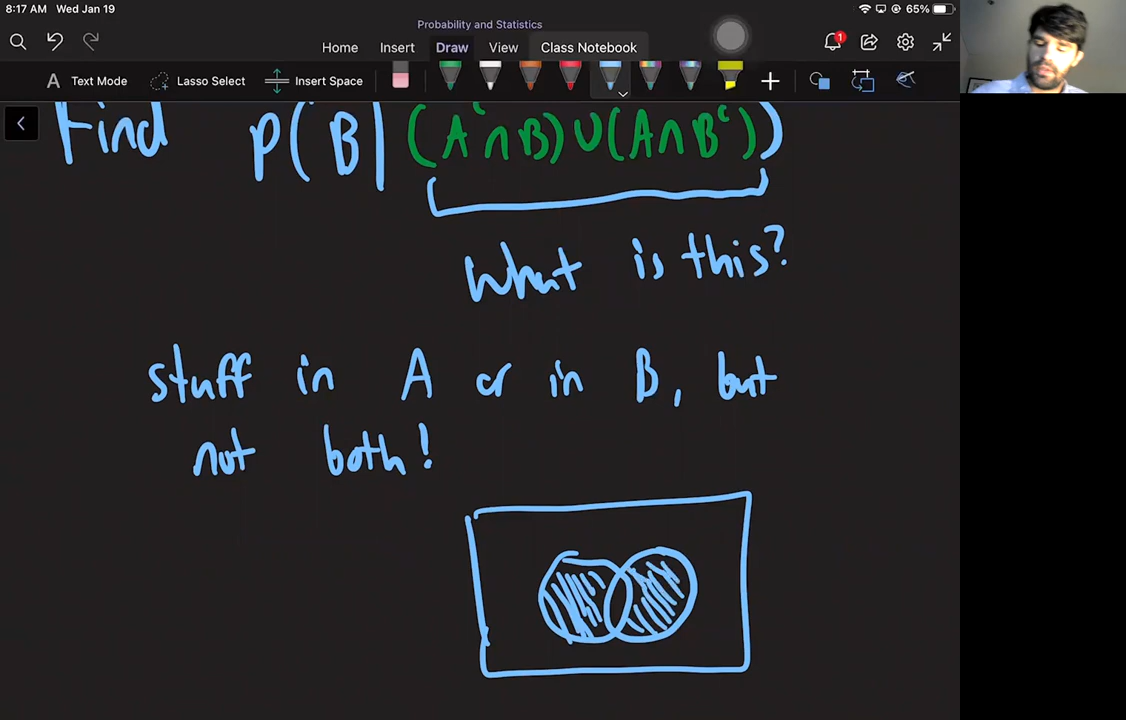 8:17 AM Wed Jan 19
65%
Probability and Statistics
Home Insert Draw View Class Notebook
1
A Text Mode Lasso Select Insert Space
Find P(B|(Aᶜ∩B)∪(A∩Bᶜ))
What is this?
stuff in A or in B, but
not both!